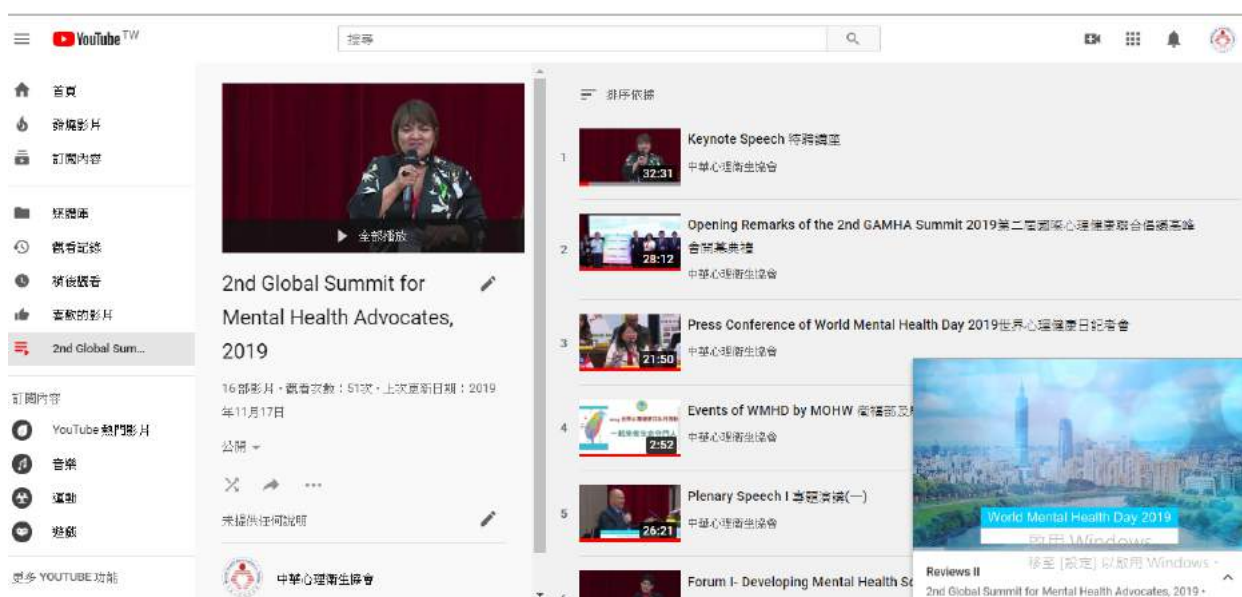 YouTube TW
搜尋
首頁
發燒影片
訂閱內容
媒體庫
觀看記錄
稍後觀看
喜歡的影片
2nd Global Sum...
訂閱內容
YouTube 熱門影片
音樂
運動
遊戲
更多 YOUTUBE 功能
全部播放
2nd Global Summit for
Mental Health Advocates,
2019
16 部影片・觀看次數：51次・上次更新日期：2019
年11月17日
公開
未提供任何說明
中華心理衛生協會
排序依據
1
32:31
Keynote Speech 特聘講座
中華心理衛生協會
2
28:12
Opening Remarks of the 2nd GAMHA Summit 2019第二屆國際心理健康聯合倡議高峰
會開幕典禮
中華心理衛生協會
3
21:50
Press Conference of World Mental Health Day 2019世界心理健康日記者會
中華心理衛生協會
4
2:52
Events of WMHD by MOHW 衛福部
中華心理衛生協會
5
26:21
Plenary Speech I 專題演講(一)
中華心理衛生協會
Forum I- Developing Mental Health
World Mental Health Day 2019
啟用 Windows
移至 [設定] 以啟用 Windows。
Reviews II
2nd Global Summit for Mental Health Advocates, 2019・